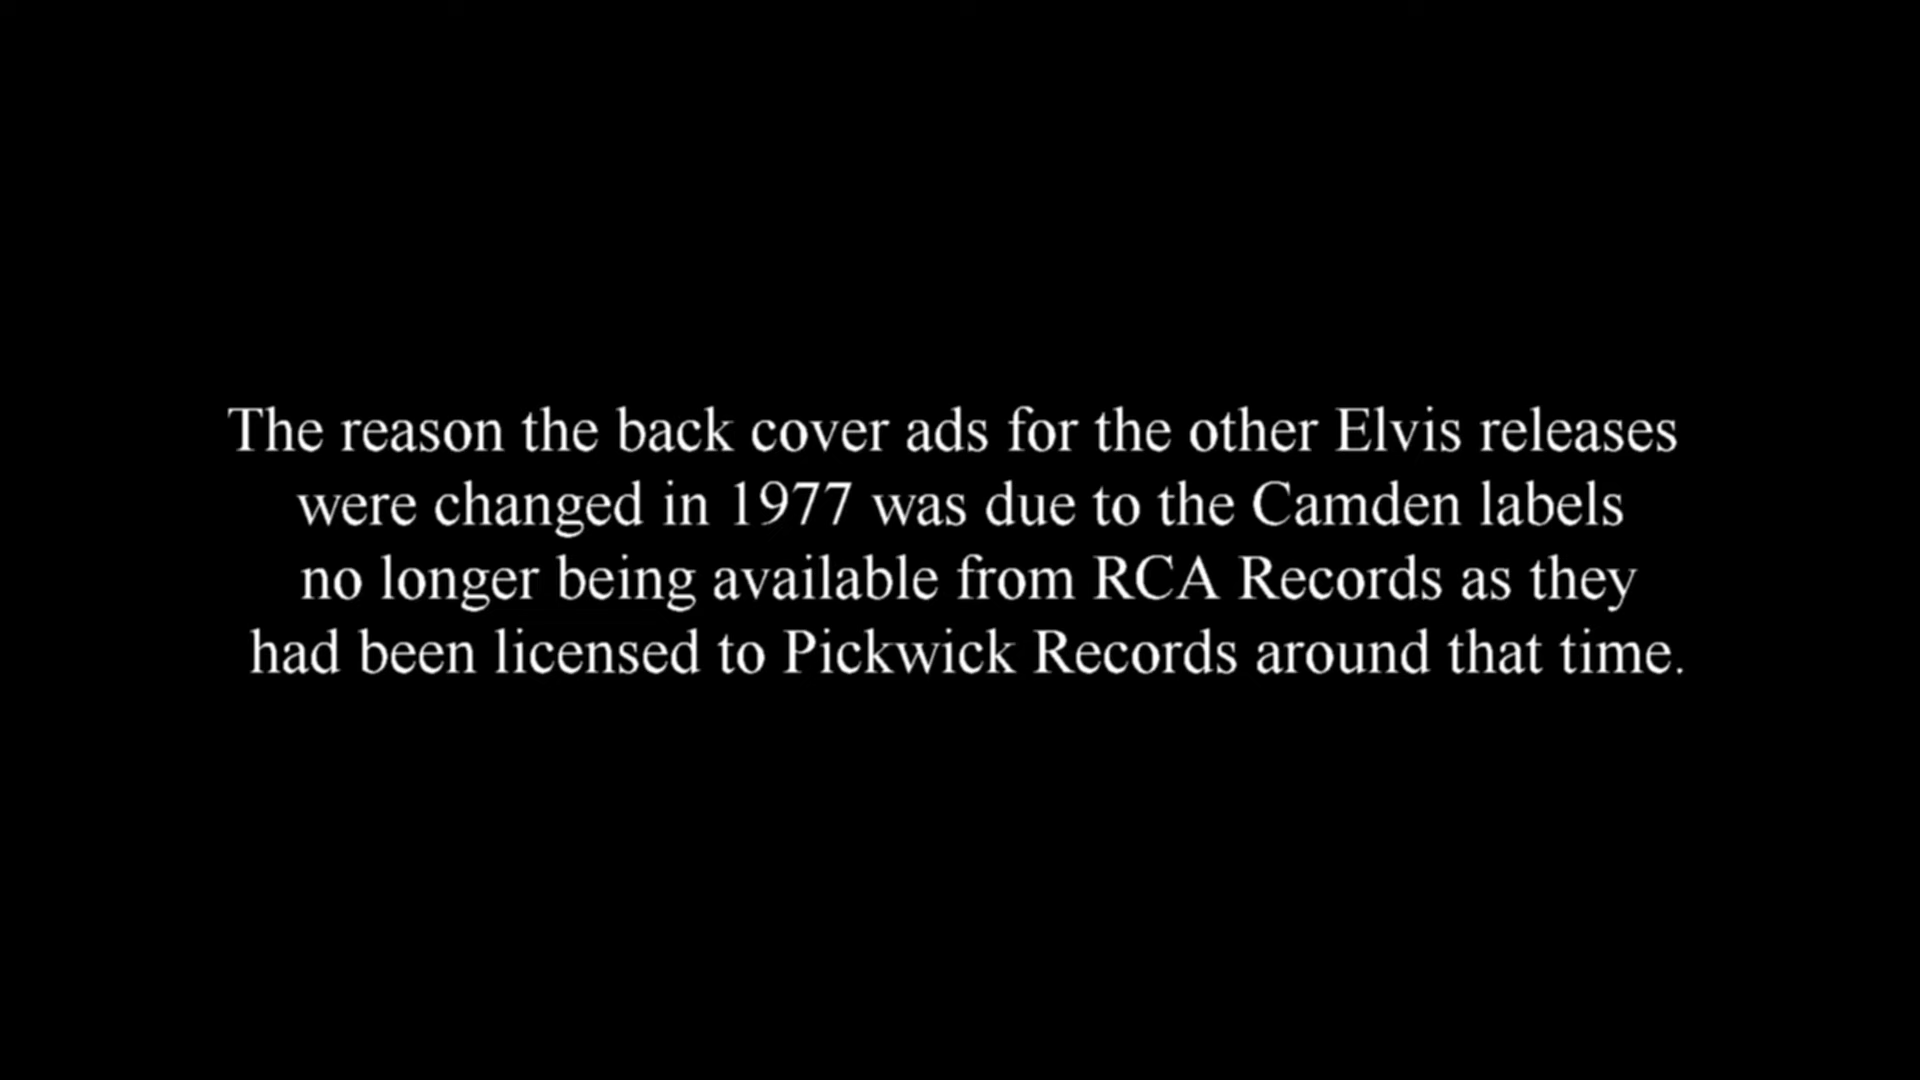 The reason the back cover ads for the other Elvis releases
were changed in 1977 was due to the Camden labels
no longer being available from RCA Records as they
had been licensed to Pickwick Records around that time.